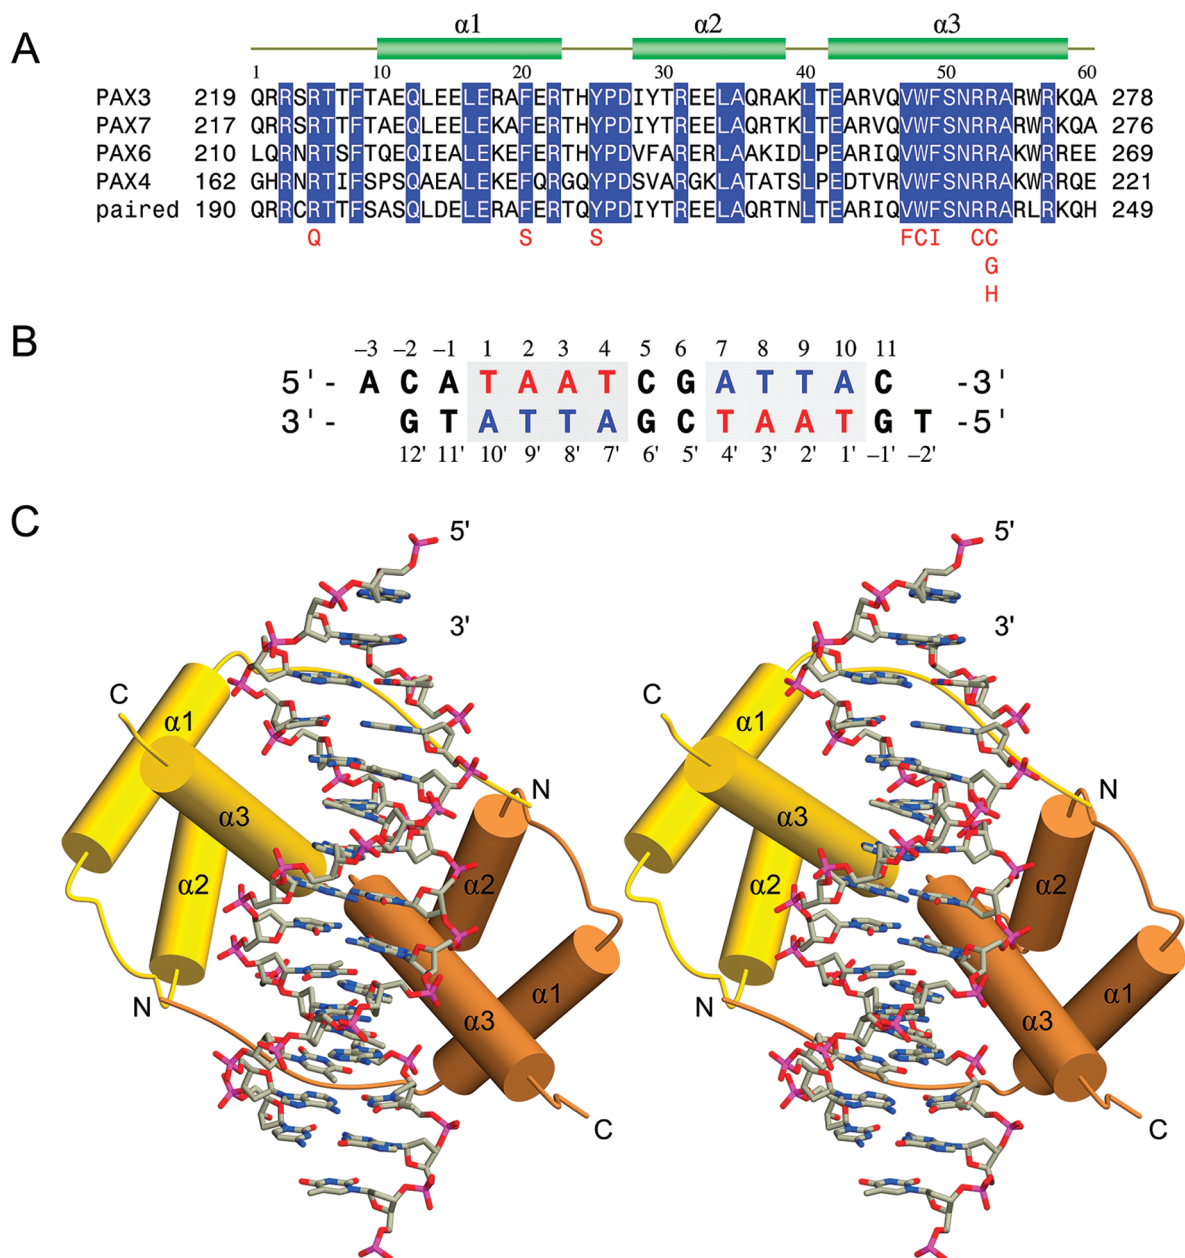 A
α1 α2 α3
1 10 20 30 40 50 60
PAX3 219 QRRSRTTFTAEQLEELERAFERTHYPDIYTREELAQRAKLTEARVQVWFSNRRARWRKQA 278
PAX7 217 QRRSRTTFTAEQLEELEKAFERTHYPDIYTREELAQRTKLTEARVQVWFSNRRARWRKQA 276
PAX6 210 LQRNRTSFTQEQIEALEKEFERTHYPDVFARERLAAKIDLPEARIQVWFSNRRAKWRREE 269
PAX4 162 GHRNRTIFSPSQAEALEKEFQRGQYPDSVARGKLATATSLPEDTVRVWFSNRRAKWRRQE 221
paired 190 QRRCRTTFSASQLDELERAFERTQYPDIYTREELAQRTNLTEARIQVWFSNRRARLRKQH 249
Q S S FCI CC
G
H
B
–3 –2 –1 1 2 3 4 5 6 7 8 9 10 11
5'- A C A T A A T C G A T T A C -3'
3'- G T A T T A G C T A A T G T -5'
12' 11' 10' 9' 8' 7' 6' 5' 4' 3' 2' 1' –1' –2'
C
5' 5'
3' 3'
C α1 α3 α2 N N α2 α1 α3 C
C α1 α3 α2 N N α2 α1 α3 C